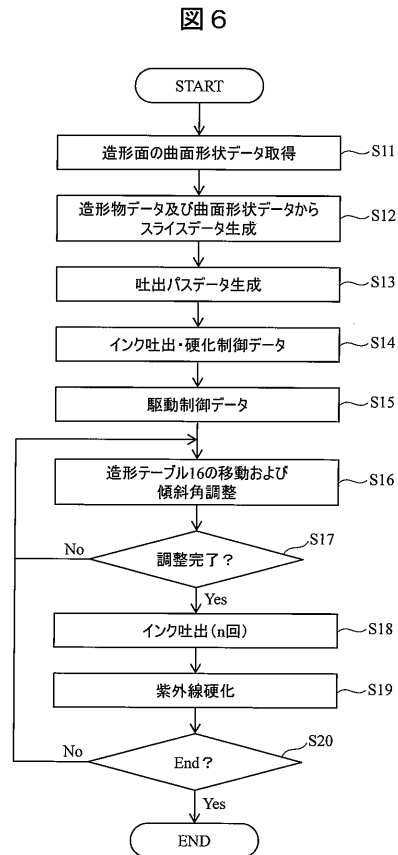 図6
START
造形面の曲面形状データ取得
S11
造形物データ及び曲面形状データから
スライスデータ生成
S12
吐出パスデータ生成
S13
インク吐出・硬化制御データ
S14
駆動制御データ
S15
造形テーブル16の移動および
傾斜角調整
S16
調整完了？
S17
No
Yes
インク吐出(n回)
S18
紫外線硬化
S19
End？
S20
No
Yes
END